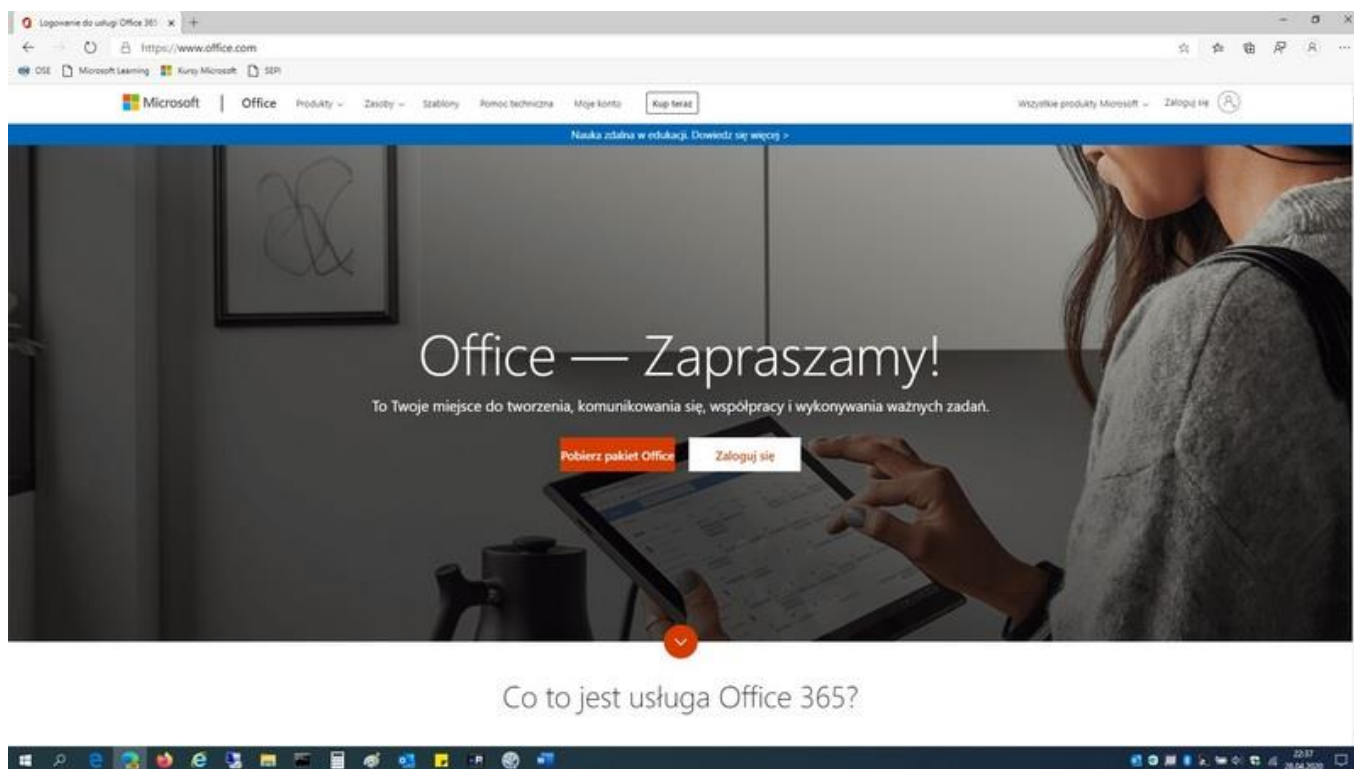 Logowanie do usługi Office 365
https://www.office.com
OSE Microsoft Learning Kursy Microsoft SEPI
Microsoft | Office Produkty Zasoby Szablony Pomoc techniczna Moje konto Kup teraz Wszystkie produkty Microsoft Zaloguj się
Nauka zdalna w edukacji. Dowiedz się więcej >
Office — Zapraszamy!
To Twoje miejsce do tworzenia, komunikowania się, współpracy i wykonywania ważnych zadań.
Pobierz pakiet Office Zaloguj się
Co to jest usługa Office 365?
22:37
28.04.2020